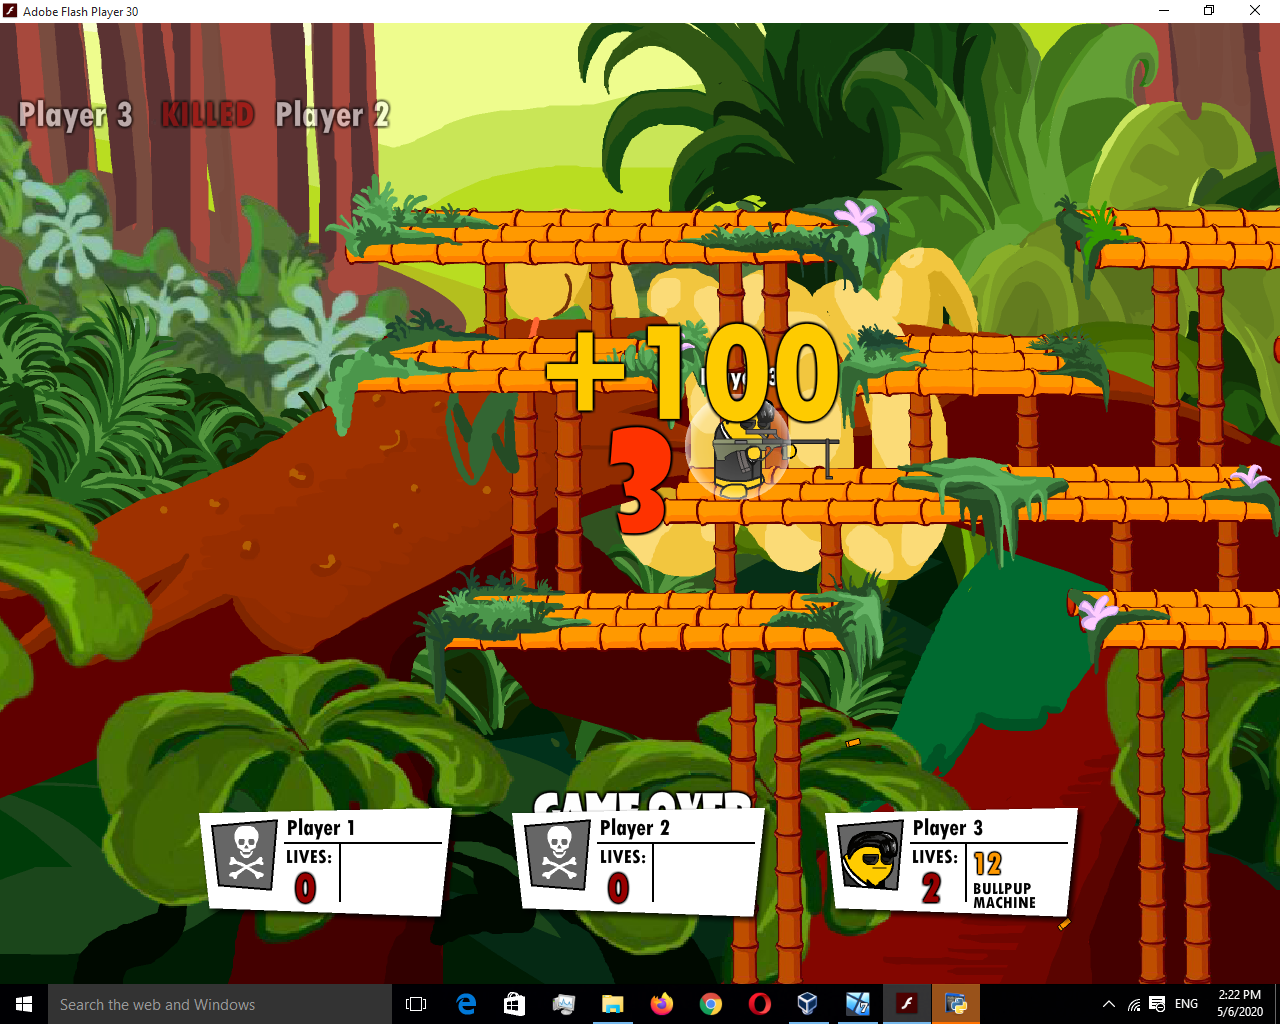 Adobe Flash Player 30
Player 3 KILLED Player 2
+100
Player 3
3
GAME OVER
Player 1
LIVES:
0
Player 2
LIVES:
0
Player 3
LIVES:
2
12
BULLPUP
MACHINE
Search the web and Windows
ENG
2:22 PM
5/6/2020